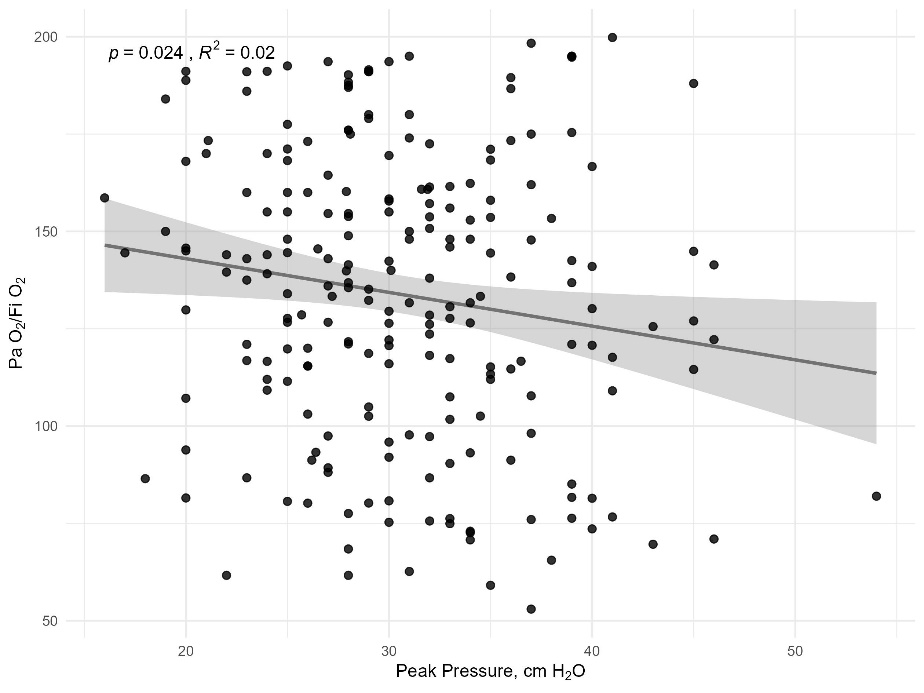 p = 0.024 , R² = 0.02
200
150
100
50
Pa O₂/Fi O₂
20 30 40 50
Peak Pressure, cm H₂O